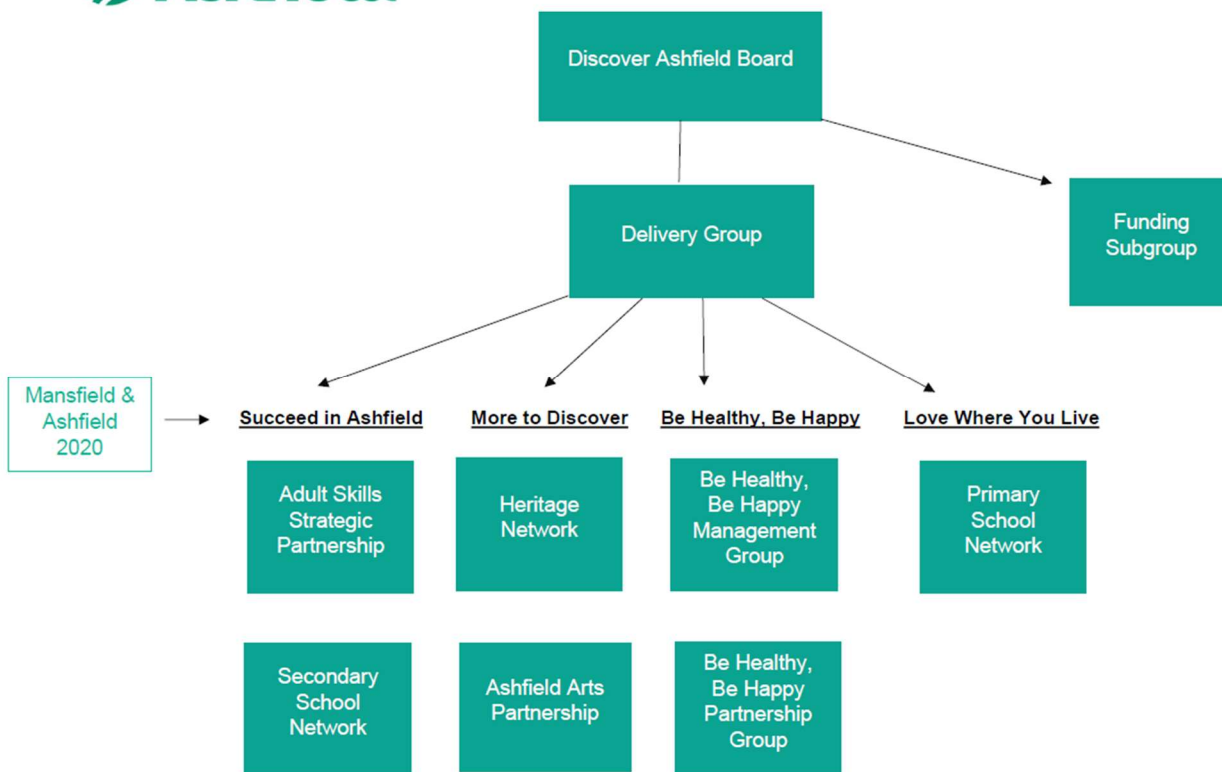 Discover Ashfield Board
Delivery Group
Funding
Subgroup
Mansfield &
Ashfield
2020
Succeed in Ashfield
More to Discover
Be Healthy, Be Happy
Love Where You Live
Adult Skills
Strategic
Partnership
Heritage
Network
Be Healthy,
Be Happy
Management
Group
Primary
School
Network
Secondary
School
Network
Ashfield Arts
Partnership
Be Healthy,
Be Happy
Partnership
Group